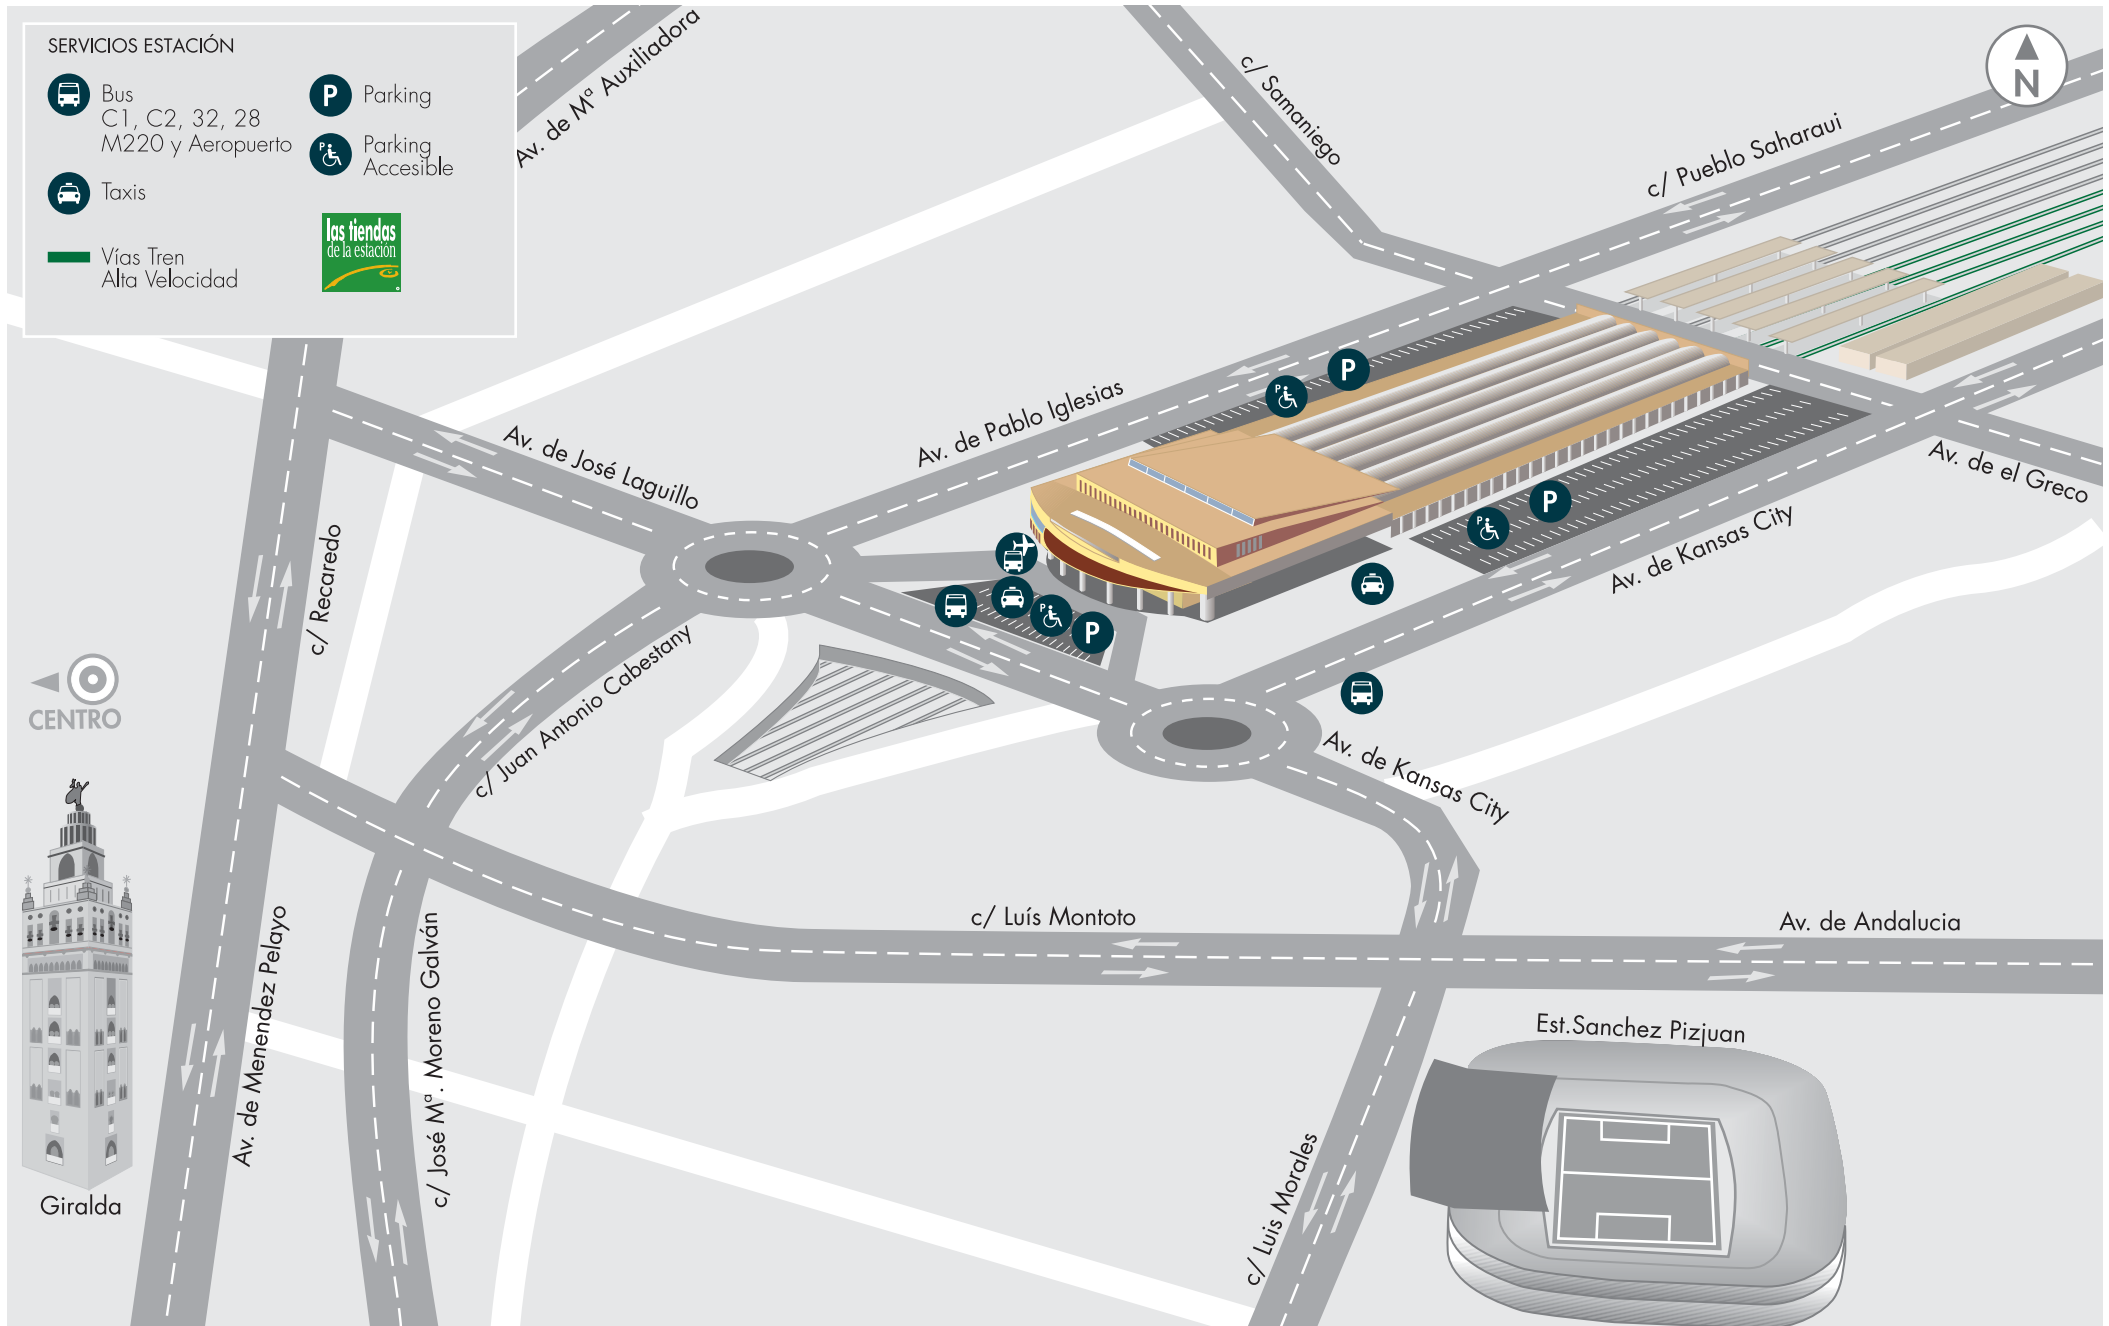 SERVICIOS ESTACIÓN
Bus
C1, C2, 32, 28
M220 y Aeropuerto
Taxis
Vías Tren
Alta Velocidad
P
Parking
P
Parking
Accesible
las tiendas
de la estación
N
Av. de Mª Auxiliadora
c/ Samaniego
c/ Pueblo Saharaui
Av. de Pablo Iglesias
P
P
Av. de José Laguillo
Av. de el Greco
P
P
Av. de Kansas City
c/ Recaredo
P
P
c/ Juan Antonio Cabestany
CENTRO
Av. de Kansas City
c/ Luís Montoto
Av. de Andalucia
Av. de Menendez Pelayo
c/ José Mª. Moreno Galván
Est.Sanchez Pizjuan
c/ Luis Morales
Giralda